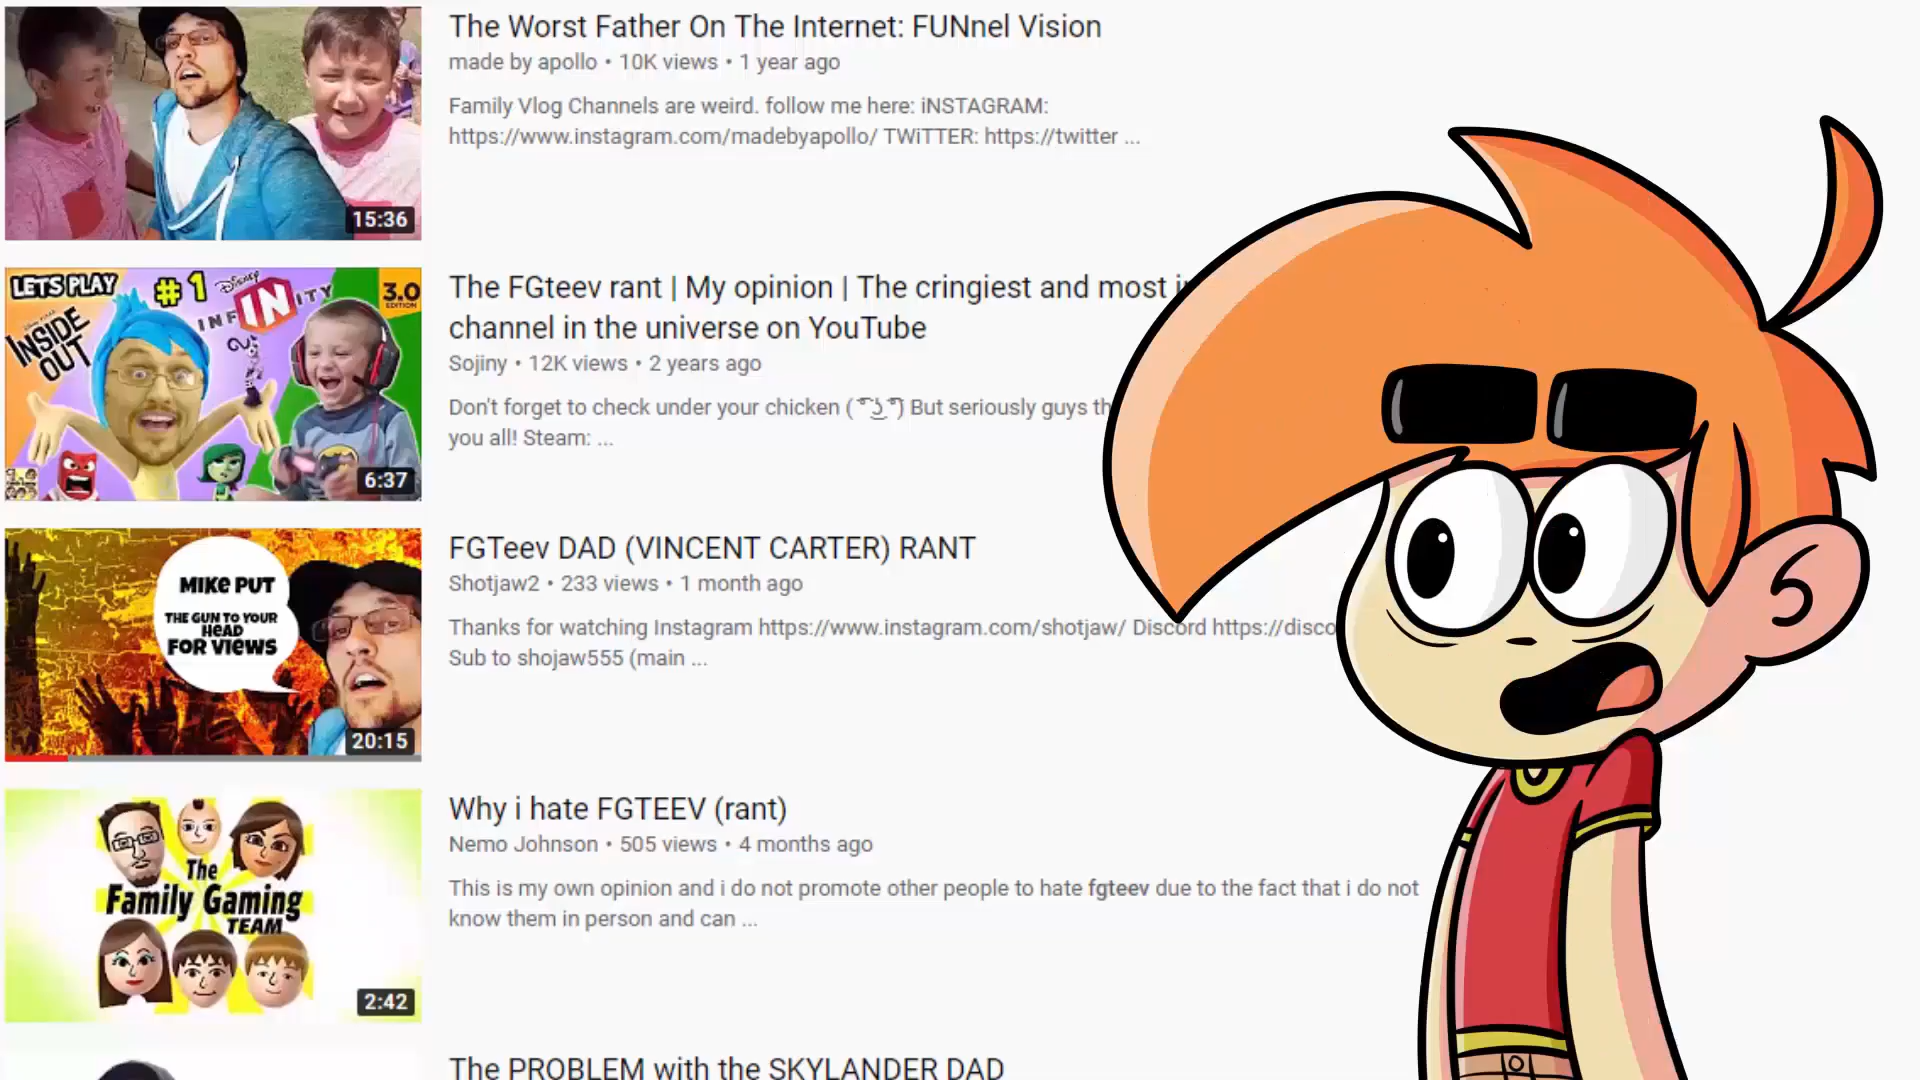 The Worst Father On The Internet: FUNnel Vision
made by apollo • 10K views • 1 year ago
Family Vlog Channels are weird. follow me here: iNSTAGRAM:
https://www.instagram.com/madebyapollo/ TWiTTER: https://twitter ...
15:36
LETS PLAY #1 Disney INFINITY 3.0
EDITION
INSIDE
OUT
6:37
The FGteev rant | My opinion | The cringiest and most
channel in the universe on YouTube
Sojiny • 12K views • 2 years ago
Don't forget to check under your chicken ( ͡° ͜ʖ ͡°) But seriously guys
you all! Steam: ...
MIKE PUT
THE GUN TO YOUR
HEAD
FOR VIEWS
20:15
FGTeev DAD (VINCENT CARTER) RANT
Shotjaw2 • 233 views • 1 month ago
Thanks for watching Instagram https://www.instagram.com/shotjaw/ Discord https://disco
Sub to shojaw555 (main ...
The
Family Gaming
TEAM
2:42
Why i hate FGTEEV (rant)
Nemo Johnson • 505 views • 4 months ago
This is my own opinion and i do not promote other people to hate fgteev due to the fact that i do not
know them in person and can ...
The PROBLEM with the SKYLANDER DAD